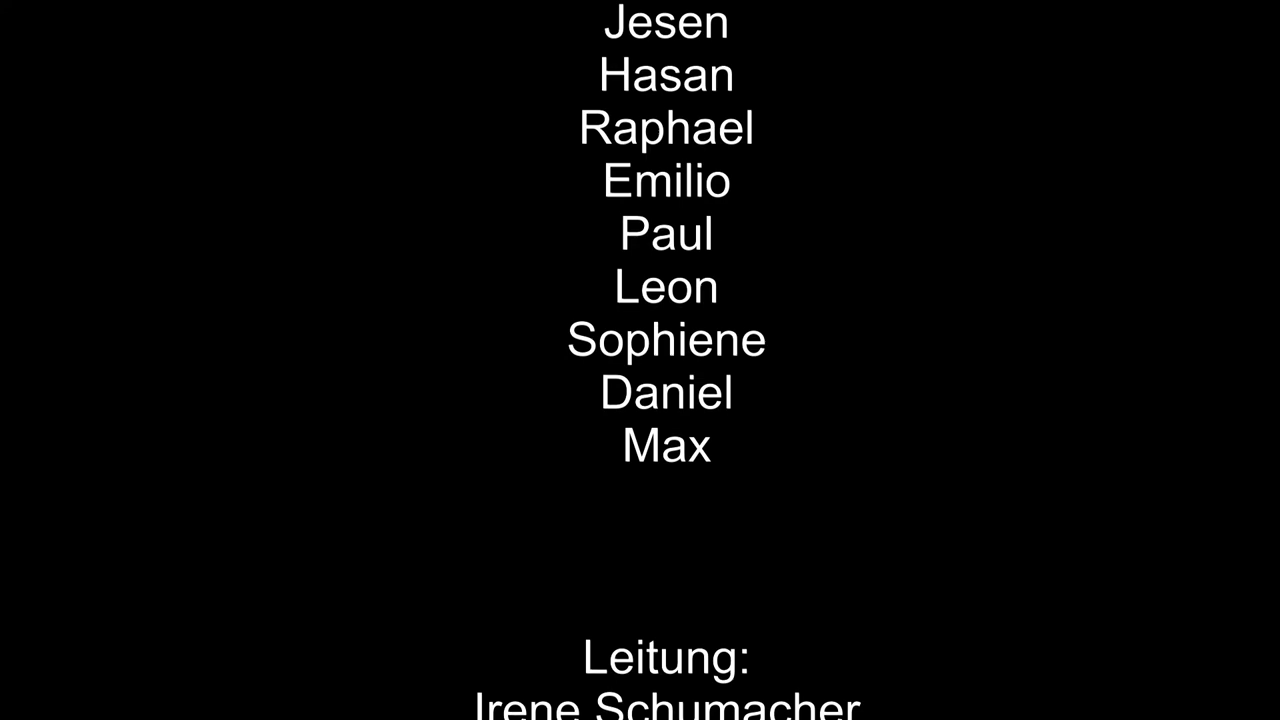 Jesen
Hasan
Raphael
Emilio
Paul
Leon
Sophiene
Daniel
Max
Leitung:
Irene Schumacher